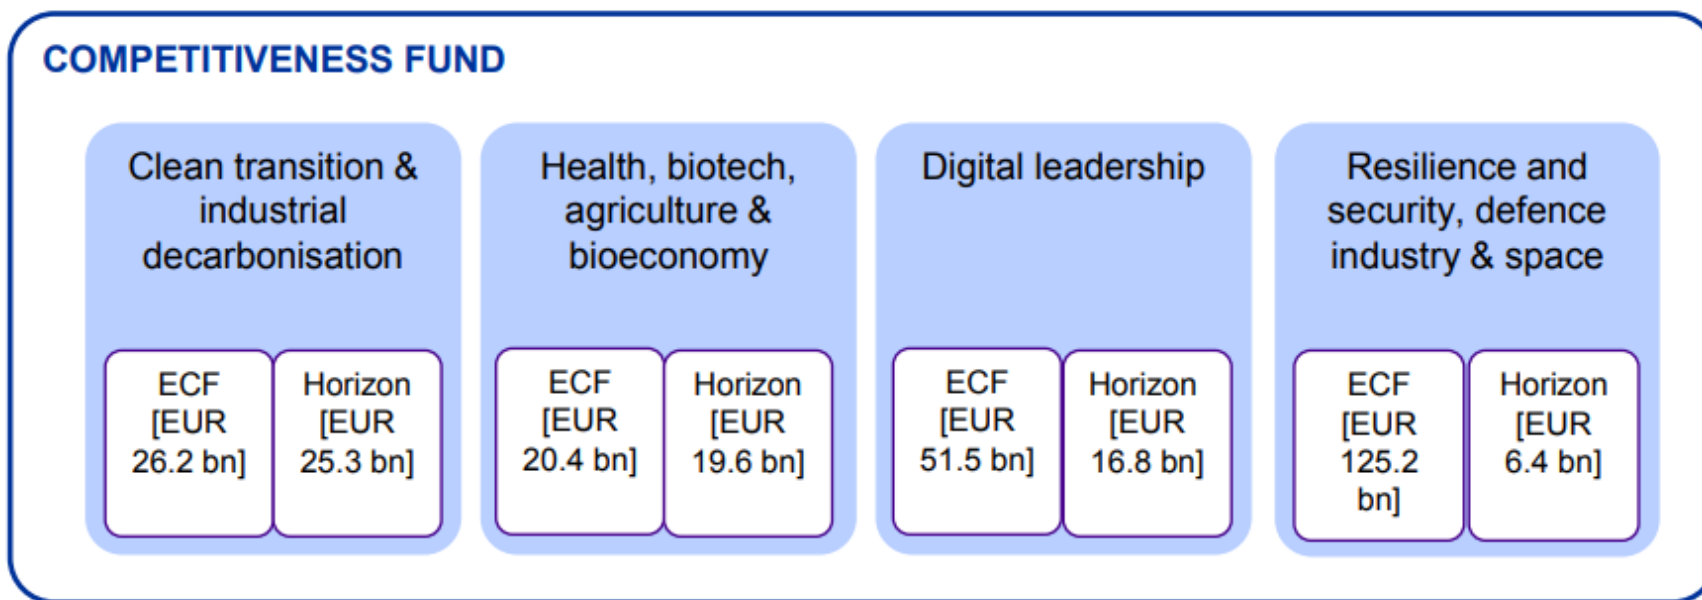 COMPETITIVENESS FUND
Clean transition &
industrial
decarbonisation
ECF
[EUR
26.2 bn]
Horizon
[EUR
25.3 bn]
Health, biotech,
agriculture &
bioeconomy
ECF
[EUR
20.4 bn]
Horizon
[EUR
19.6 bn]
Digital leadership
ECF
[EUR
51.5 bn]
Horizon
[EUR
16.8 bn]
Resilience and
security, defence
industry & space
ECF
[EUR
125.2
bn]
Horizon
[EUR
6.4 bn]